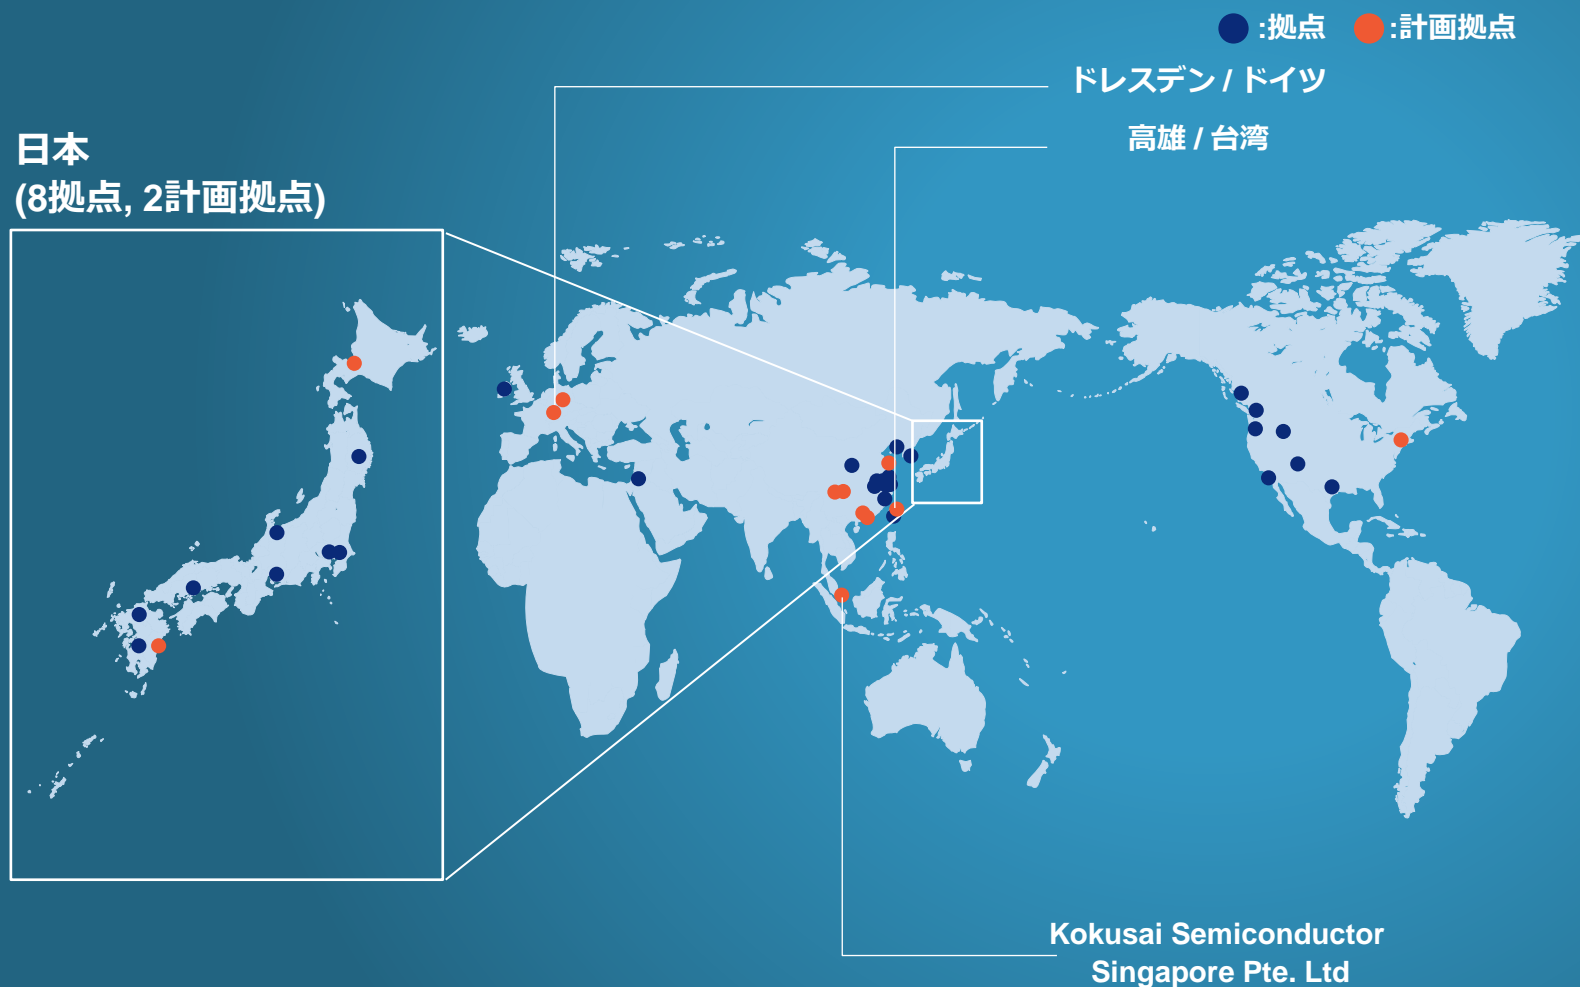 :拠点 :計画拠点
ドレスデン / ドイツ
高雄 / 台湾
日本
(8拠点, 2計画拠点)
Kokusai Semiconductor
Singapore Pte. Ltd